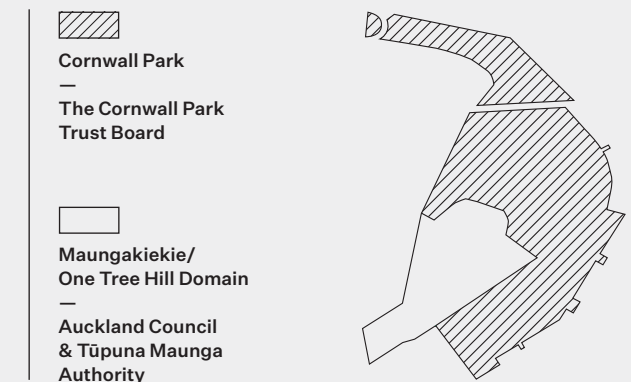 Cornwall Park
—
The Cornwall Park
Trust Board
Maungakiekie/
One Tree Hill Domain
—
Auckland Council
& Tūpuna Maunga
Authority